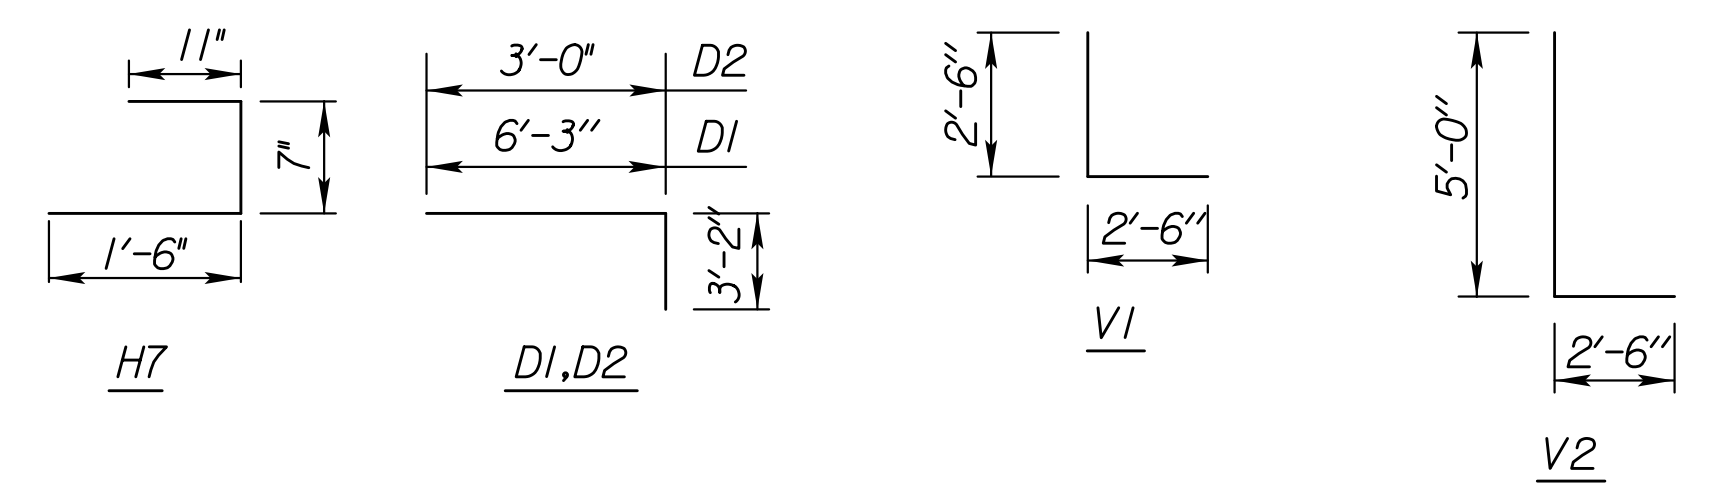 11"
7"
1'-6"
H7
3'-0" D2
6'-3" D1
3'-2"
D1,D2
2'-6"
2'-6"
V1
5'-0"
2'-6"
V2